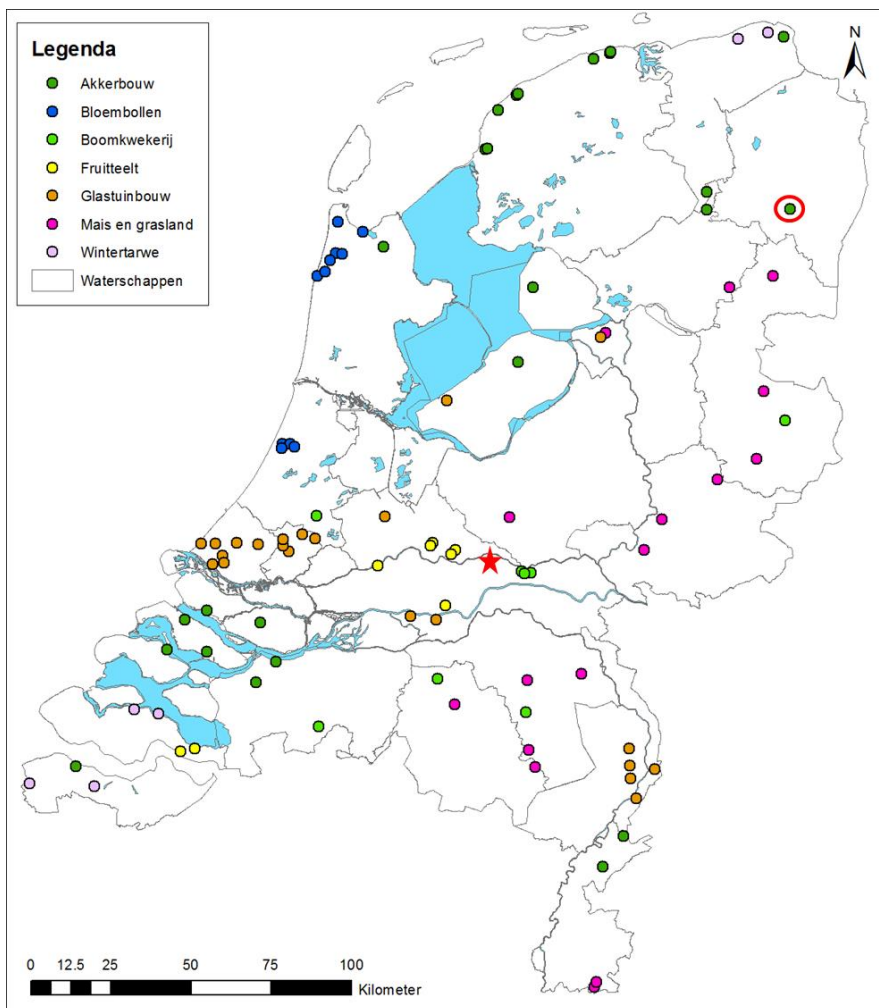 Legenda
Akkerbouw
Bloembollen
Boomkwekerij
Fruitteelt
Glastuinbouw
Mais en grasland
Wintertarwe
Waterschappen
N
0 12.5 25 50 75 100
Kilometer